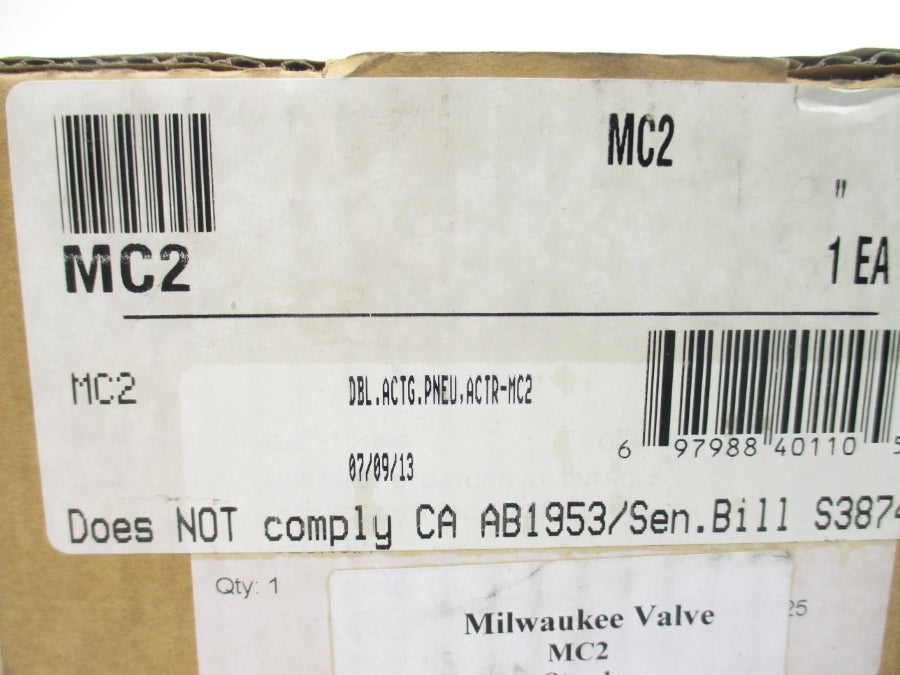 MC2
"
1 EA
MC2
MC2
DBL.ACTG.PNEU,ACTR-MC2
07/09/13
6 97988 40110 5
Does NOT comply CA AB1953/Sen.Bill S3874
Qty: 1
25
Milwaukee Valve
MC2